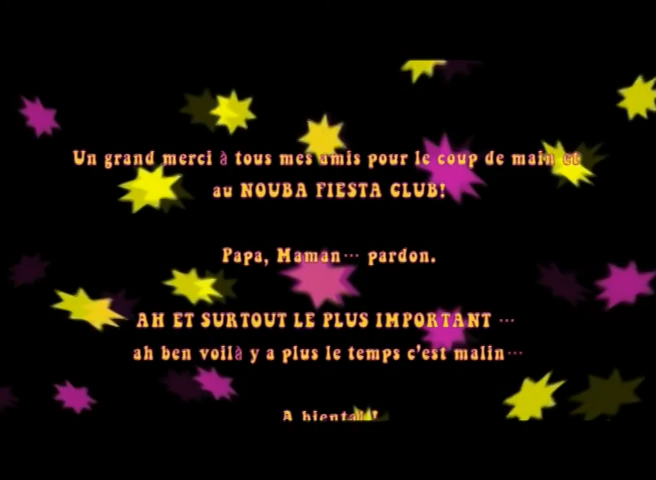 Un grand merci à tous mes amis pour le coup de main et
au NOUBA FIESTA CLUB!
Papa, Maman... pardon.
AH ET SURTOUT LE PLUS IMPORTANT ...
ah ben voilà y a plus le temps c'est malin...
A bientôt !